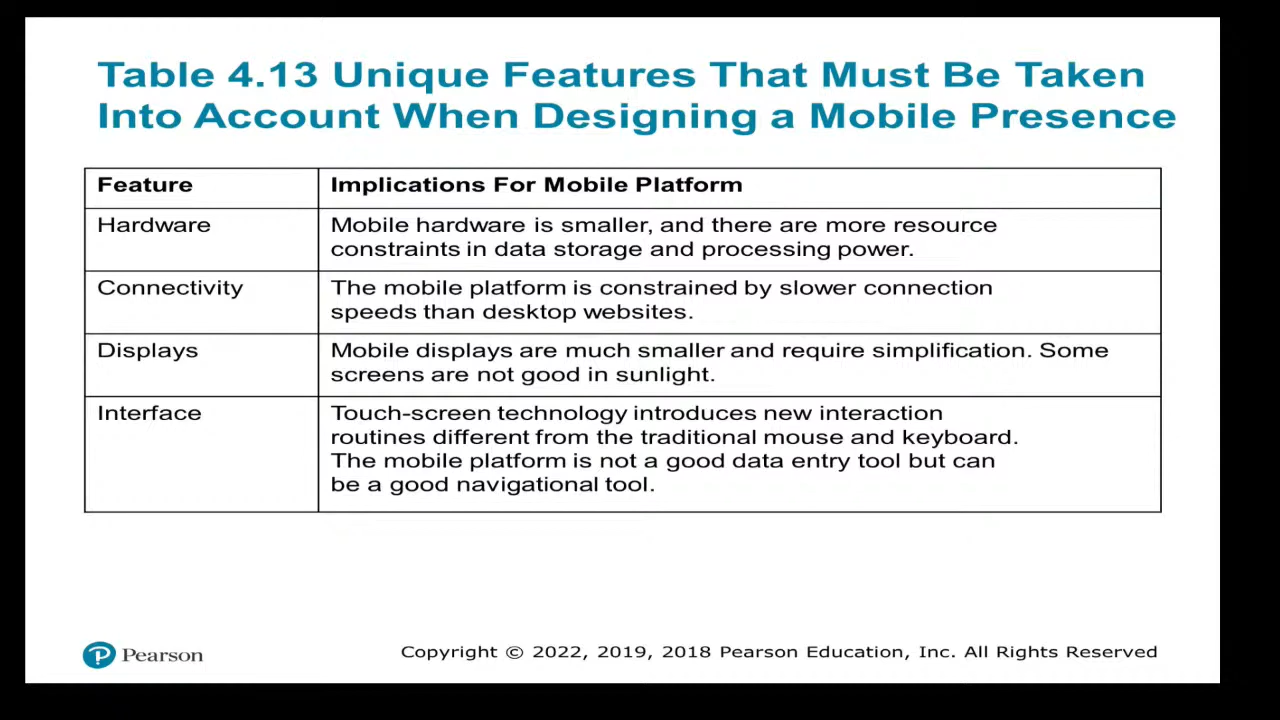 Table 4.13 Unique Features That Must Be Taken
Into Account When Designing a Mobile Presence
Feature
Implications For Mobile Platform
Hardware
Mobile hardware is smaller, and there are more resource
constraints in data storage and processing power.
Connectivity
The mobile platform is constrained by slower connection
speeds than desktop websites.
Displays
Mobile displays are much smaller and require simplification. Some
screens are not good in sunlight.
Interface
Touch-screen technology introduces new interaction
routines different from the traditional mouse and keyboard.
The mobile platform is not a good data entry tool but can
be a good navigational tool.
P Pearson
Copyright © 2022, 2019, 2018 Pearson Education, Inc. All Rights Reserved